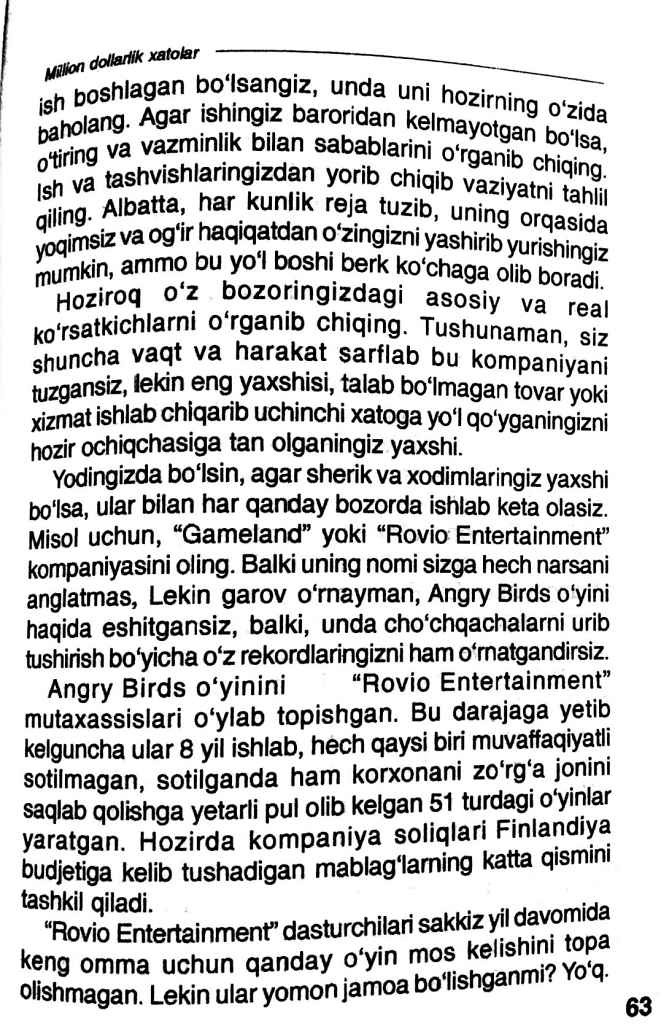 Million dollarlik xatolar
ish boshlagan bo‘lsangiz, unda uni hozirning o‘zida
baholang. Agar ishingiz baroridan kelmayotgan bo‘lsa,
o‘tiring va vazminlik bilan sabablarini o‘rganib chiqing.
Ish va tashvishlaringizdan yorib chiqib vaziyatni tahlil
qiling. Albatta, har kunlik reja tuzib, uning orqasida
yoqimsiz va og‘ir haqiqatdan o‘zingizni yashirib yurishingiz
mumkin, ammo bu yo‘l boshi berk ko‘chaga olib boradi.
Hoziroq o‘z bozoringizdagi asosiy va real
ko‘rsatkichlarni o‘rganib chiqing. Tushunaman, siz
shuncha vaqt va harakat sarflab bu kompaniyani
tuzgansiz, lekin eng yaxshisi, talab bo‘lmagan tovar yoki
xizmat ishlab chiqarib uchinchi xatoga yo‘l qo‘yganingizni
hozir ochiqchasiga tan olganingiz yaxshi.
Yodingizda bo‘lsin, agar sherik va xodimlaringiz yaxshi
bo‘lsa, ular bilan har qanday bozorda ishlab keta olasiz.
Misol uchun, “Gameland” yoki “Rovio Entertainment”
kompaniyasini oling. Balki uning nomi sizga hech narsani
anglatmas, Lekin garov o‘rnayman, Angry Birds o‘yini
haqida eshitgansiz, balki, unda cho‘chqachalarni urib
tushirish bo‘yicha o‘z rekordlaringizni ham o‘rnatgandirsiz.
Angry Birds o‘yinini “Rovio Entertainment”
mutaxassislari o‘ylab topishgan. Bu darajaga yetib
kelguncha ular 8 yil ishlab, hech qaysi biri muvaffaqiyatli
sotilmagan, sotilganda ham korxonani zo‘rg‘a jonini
saqlab qolishga yetarli pul olib kelgan 51 turdagi o‘yinlar
yaratgan. Hozirda kompaniya soliqlari Finlandiya
budjetiga kelib tushadigan mablag‘larning katta qismini
tashkil qiladi.
“Rovio Entertainment” dasturchilari sakkiz yil davomida
keng omma uchun qanday o‘yin mos kelishini topa
olishmagan. Lekin ular yomon jamoa bo‘lishganmi? Yo‘q.
63